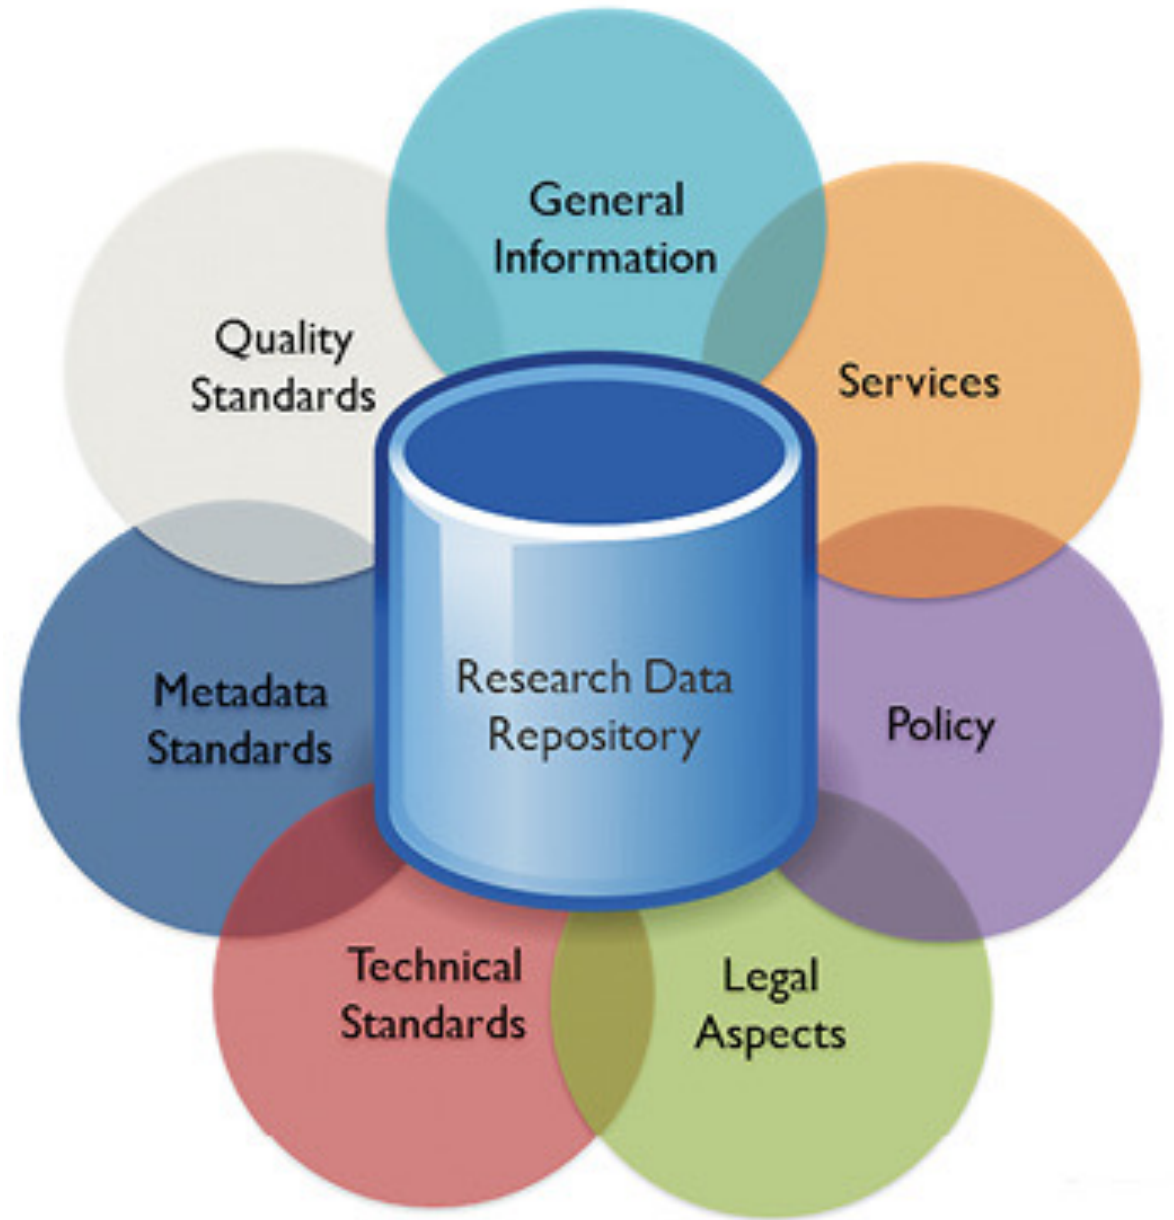 General
Information
Quality
Standards
Services
Metadata
Standards
Research Data
Repository
Policy
Technical
Standards
Legal
Aspects